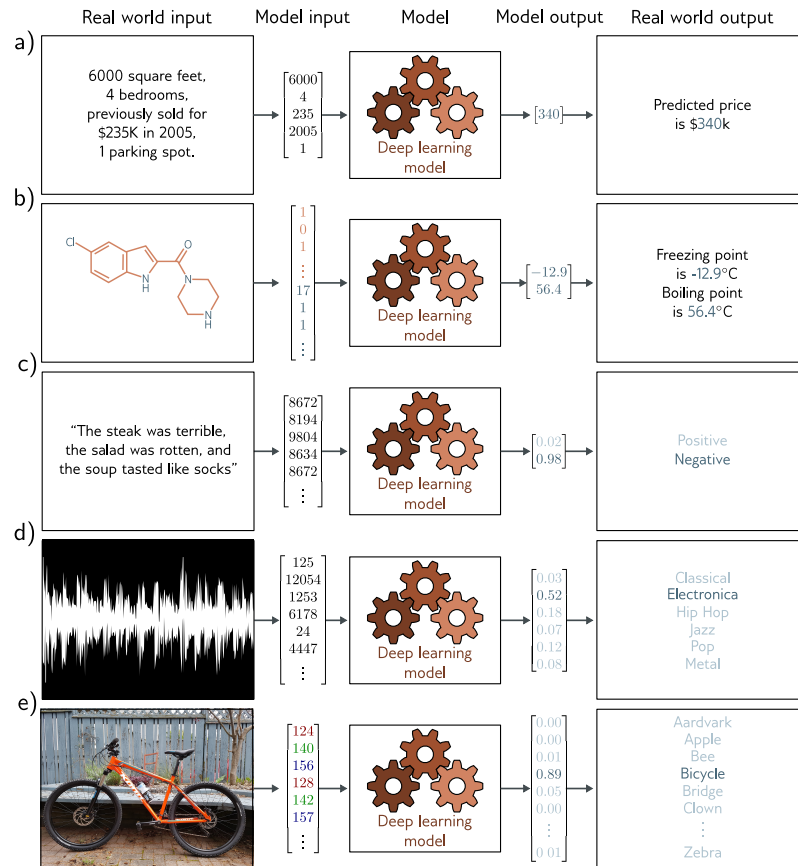 Real world input Model input Model Model output Real world output
a)
6000 square feet,
4 bedrooms,
previously sold for
$235K in 2005,
1 parking spot.
6000
4
235
2005
1
Deep learning
model
340
Predicted price
is $340k
b)
Cl
O
N
NH
N
H
1
0
1
⋮
17
1
1
⋮
Deep learning
model
−12.9
56.4
Freezing point
is -12.9°C
Boiling point
is 56.4°C
c)
“The steak was terrible,
the salad was rotten, and
the soup tasted like socks”
8672
8194
9804
8634
8672
⋮
Deep learning
model
0.02
0.98
Positive
Negative
d)
125
12054
1253
6178
24
4447
⋮
Deep learning
model
0.03
0.52
0.18
0.07
0.12
0.08
Classical
Electronica
Hip Hop
Jazz
Pop
Metal
e)
124
140
156
128
142
157
⋮
Deep learning
model
0.00
0.00
0.01
0.89
0.05
0.00
⋮
0.01
Aardvark
Apple
Bee
Bicycle
Bridge
Clown
⋮
Zebra